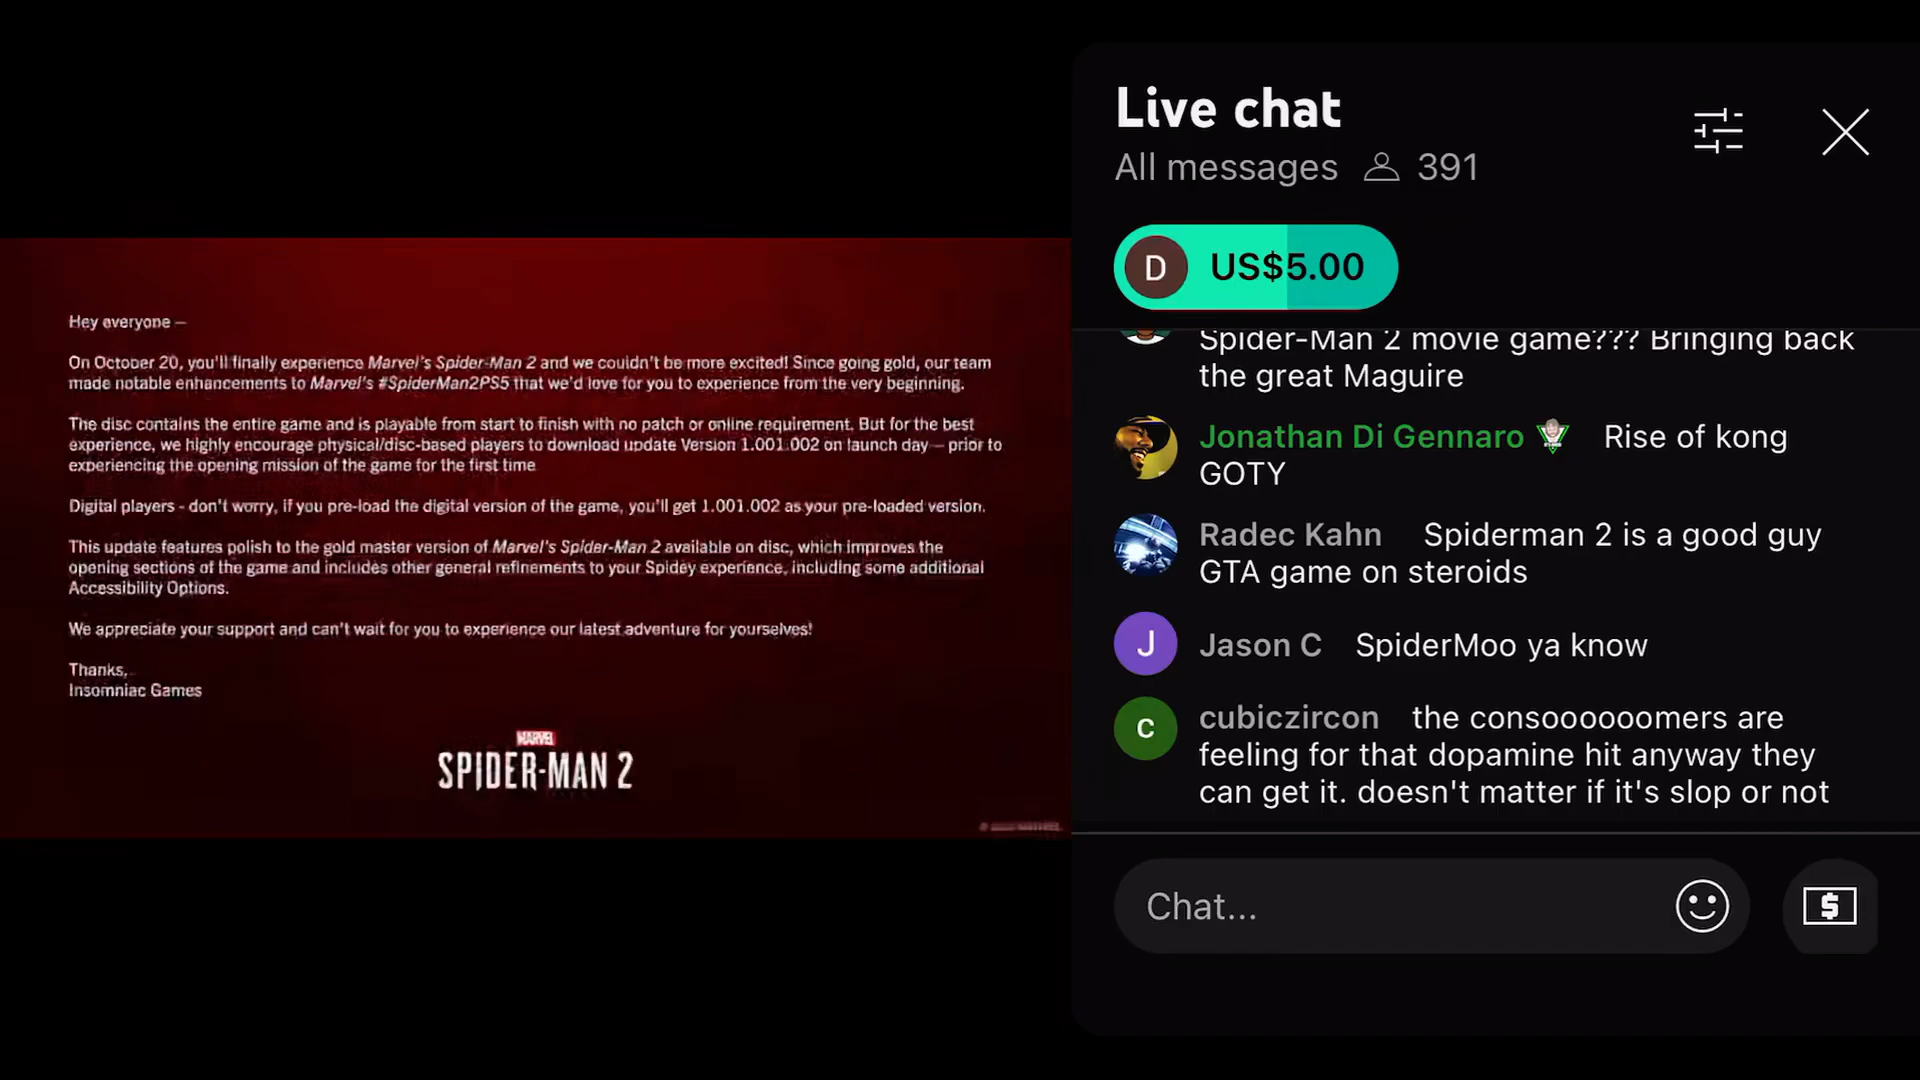 Hey everyone –
On October 20, you'll finally experience Marvel's Spider-Man 2 and we couldn't be more excited! Since going gold, our team
made notable enhancements to Marvel's #SpiderMan2PS5 that we'd love for you to experience from the very beginning.
The disc contains the entire game and is playable from start to finish with no patch or online requirement. But for the best
experience, we highly encourage physical/disc-based players to download update Version 1.001.002 on launch day – prior to
experiencing the opening mission of the game for the first time
Digital players - don't worry, if you pre-load the digital version of the game, you'll get 1.001.002 as your pre-loaded version.
This update features polish to the gold master version of Marvel's Spider-Man 2 available on disc, which improves the
opening sections of the game and includes other general refinements to your Spidey experience, including some additional
Accessibility Options.
We appreciate your support and can't wait for you to experience our latest adventure for yourselves!
Thanks,
Insomniac Games
MARVEL
SPIDER-MAN 2
Live chat
All messages 391
D US$5.00
Spider-Man 2 movie game??? Bringing back
the great Maguire
Jonathan Di Gennaro Rise of kong
GOTY
Radec Kahn Spiderman 2 is a good guy
GTA game on steroids
J Jason C SpiderMoo ya know
c cubiczircon the consoooooomers are
feeling for that dopamine hit anyway they
can get it. doesn't matter if it's slop or not
Chat...
$